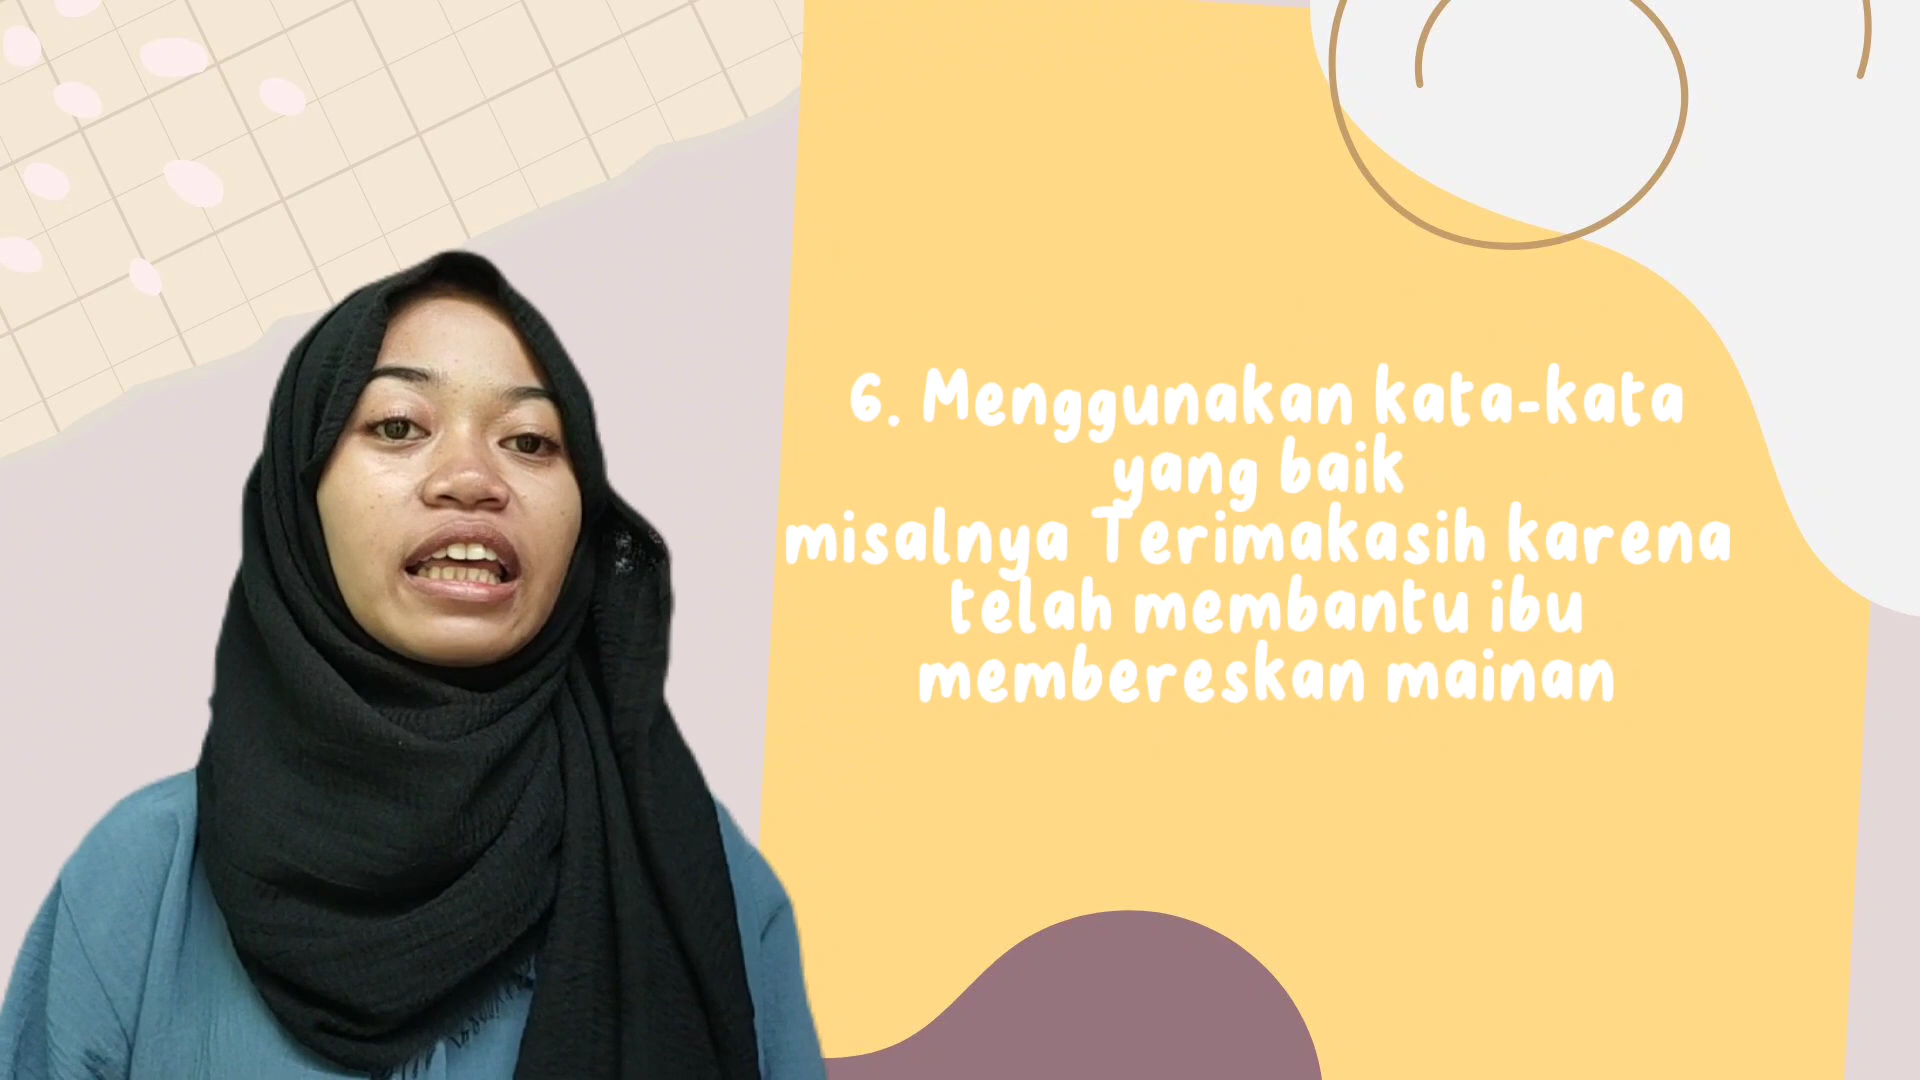 6. Menggunakan kata-kata
yang baik
misalnya Terimakasih karena
telah membantu ibu
membereskan mainan